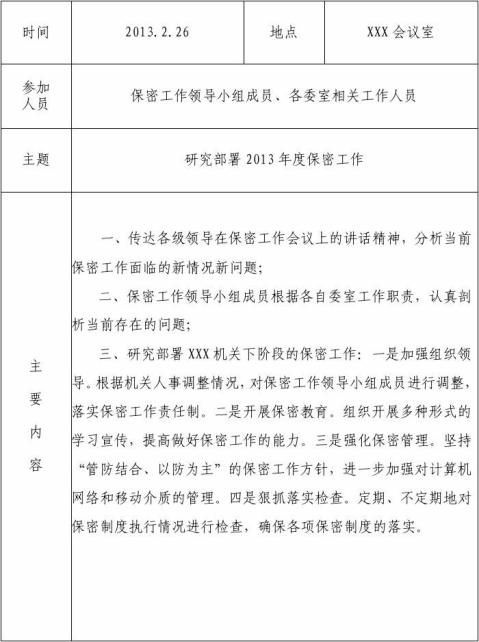 时间 2013.2.26 地点 XXX 会议室
参加
人员
保密工作领导小组成员、各委室相关工作人员
主题 研究部署 2013 年度保密工作
主要内容
一、传达各级领导在保密工作会议上的讲话精神，分析当前
保密工作面临的新情况新问题；
二、保密工作领导小组成员根据各自委室工作职责，认真剖
析当前存在的问题；
三、研究部署 XXX 机关下阶段的保密工作：一是加强组织领
导。根据机关人事调整情况，对保密工作领导小组成员进行调整，
落实保密工作责任制。二是开展保密教育。组织开展多种形式的
学习宣传，提高做好保密工作的能力。三是强化保密管理。坚持
“管防结合、以防为主”的保密工作方针，进一步加强对计算机
网络和移动介质的管理。四是狠抓落实检查。定期、不定期地对
保密制度执行情况进行检查，确保各项保密制度的落实。